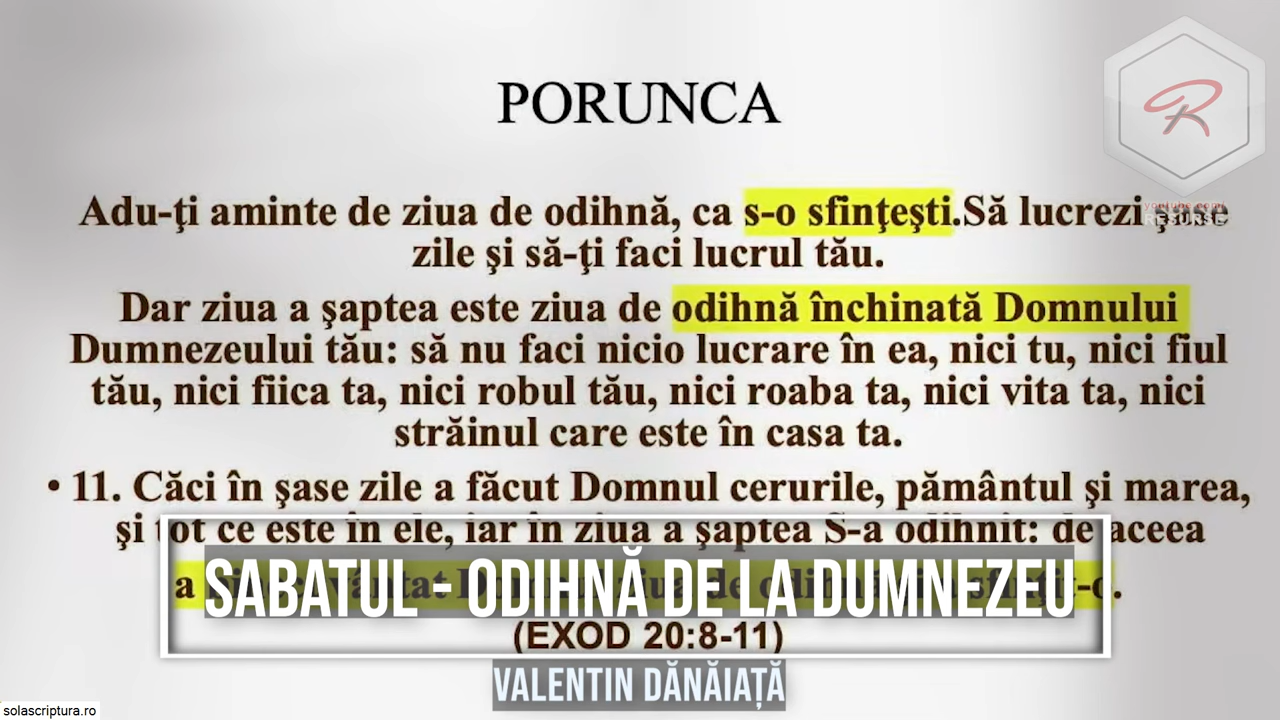 PORUNCA
Adu-ţi aminte de ziua de odihnă, ca s-o sfinţeşti.Să lucrezi şase
zile şi să-ţi faci lucrul tău.
Dar ziua a şaptea este ziua de odihnă închinată Domnului
Dumnezeului tău: să nu faci nicio lucrare în ea, nici tu, nici fiul
tău, nici fiica ta, nici robul tău, nici roaba ta, nici vita ta, nici
străinul care este în casa ta.
• 11. Căci în şase zile a făcut Domnul cerurile, pământul şi marea,
şi tot ce este în ele, iar în ziua a şaptea S-a odihnit: de aceea
a
SABATUL - ODIHNĂ DE LA DUMNEZEU
(EXOD 20:8-11)
VALENTIN DĂNĂIAȚĂ
solascriptura.ro